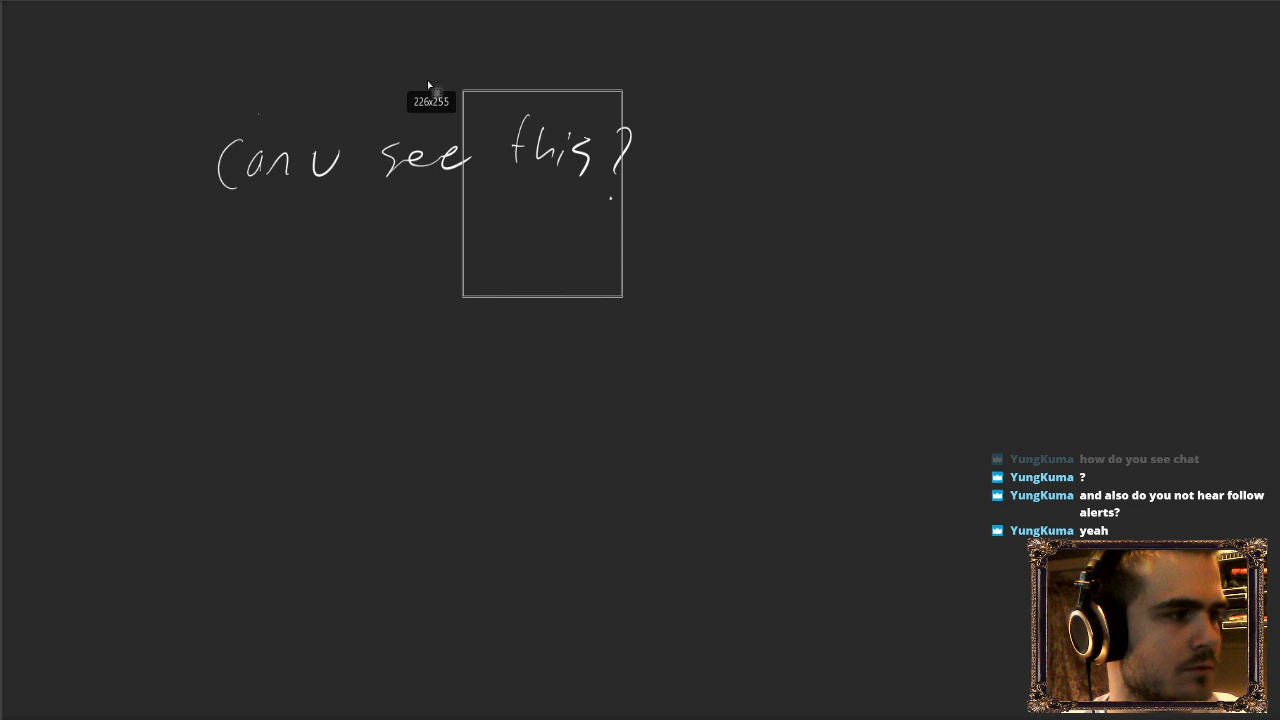 226x255
can u see this?
YungKuma how do you see chat
YungKuma ?
YungKuma and also do you not hear follow
alerts?
YungKuma yeah